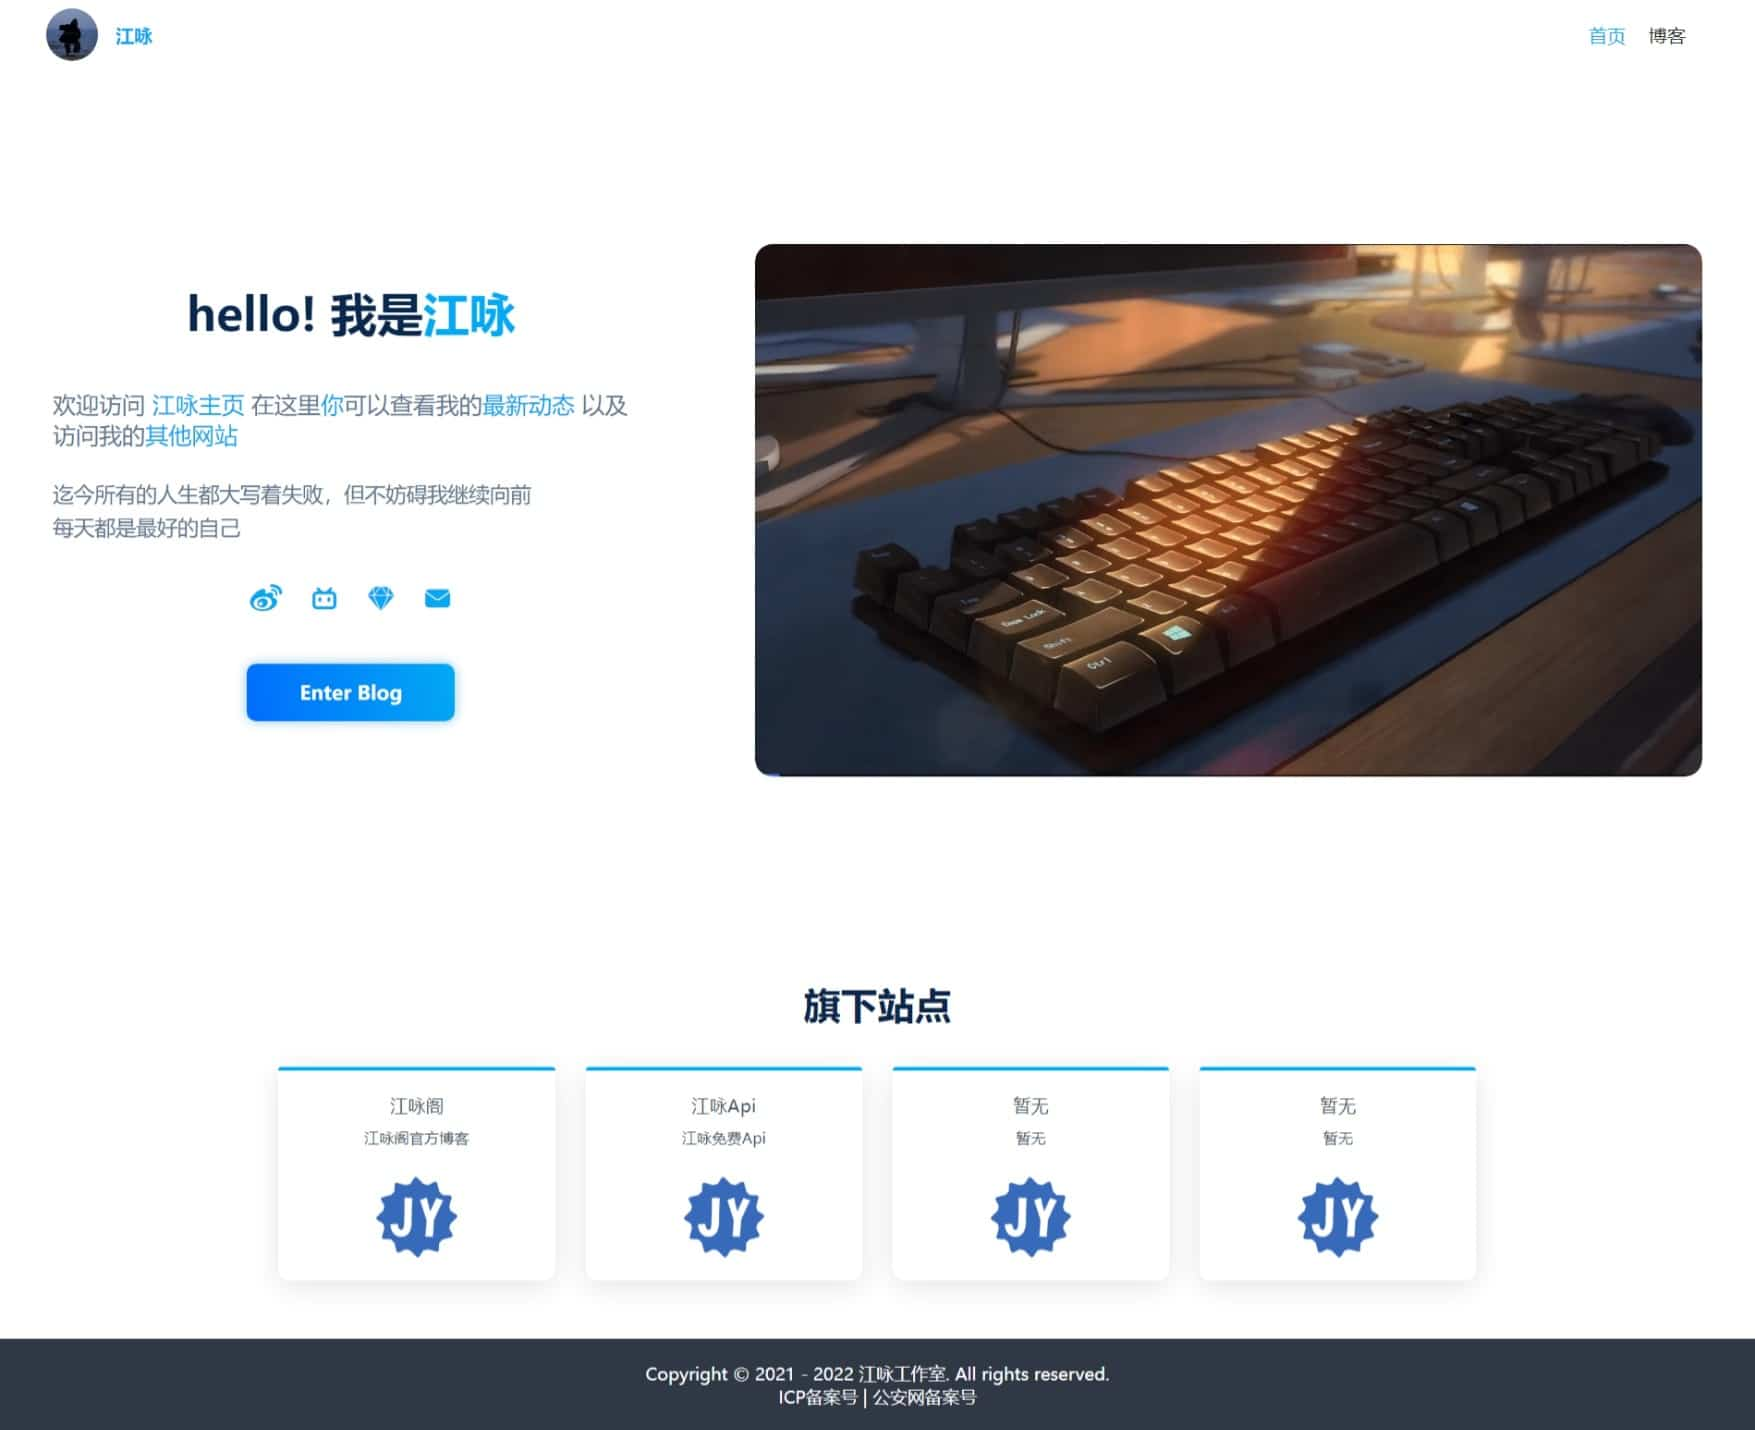 江咏
首页 博客
hello! 我是江咏
欢迎访问 江咏主页 在这里你可以查看我的最新动态 以及
访问我的其他网站
迄今所有的人生都大写着失败，但不妨碍我继续向前
每天都是最好的自己
Enter Blog
Shift
Ctrl
旗下站点
江咏阁
江咏阁官方博客
JY
江咏Api
江咏免费Api
JY
暂无
暂无
JY
暂无
暂无
JY
Copyright © 2021 - 2022 江咏工作室. All rights reserved.
ICP备案号 | 公安网备案号